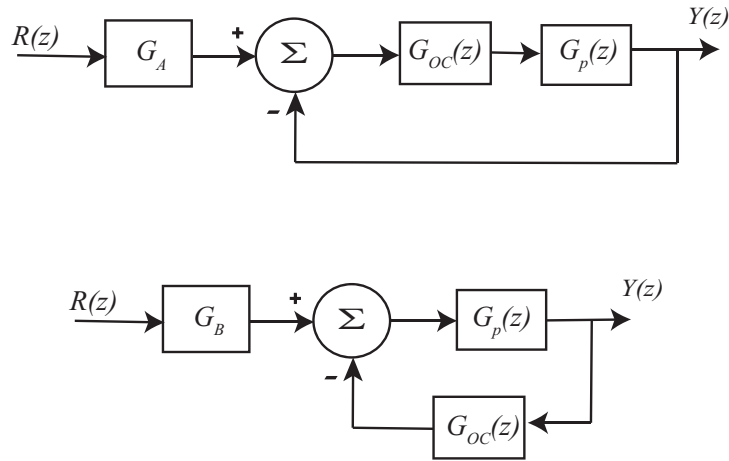 R(z) G_A + Σ G_OC(z) G_p(z) Y(z)
-
R(z) G_B + Σ G_p(z) Y(z)
-
G_OC(z)